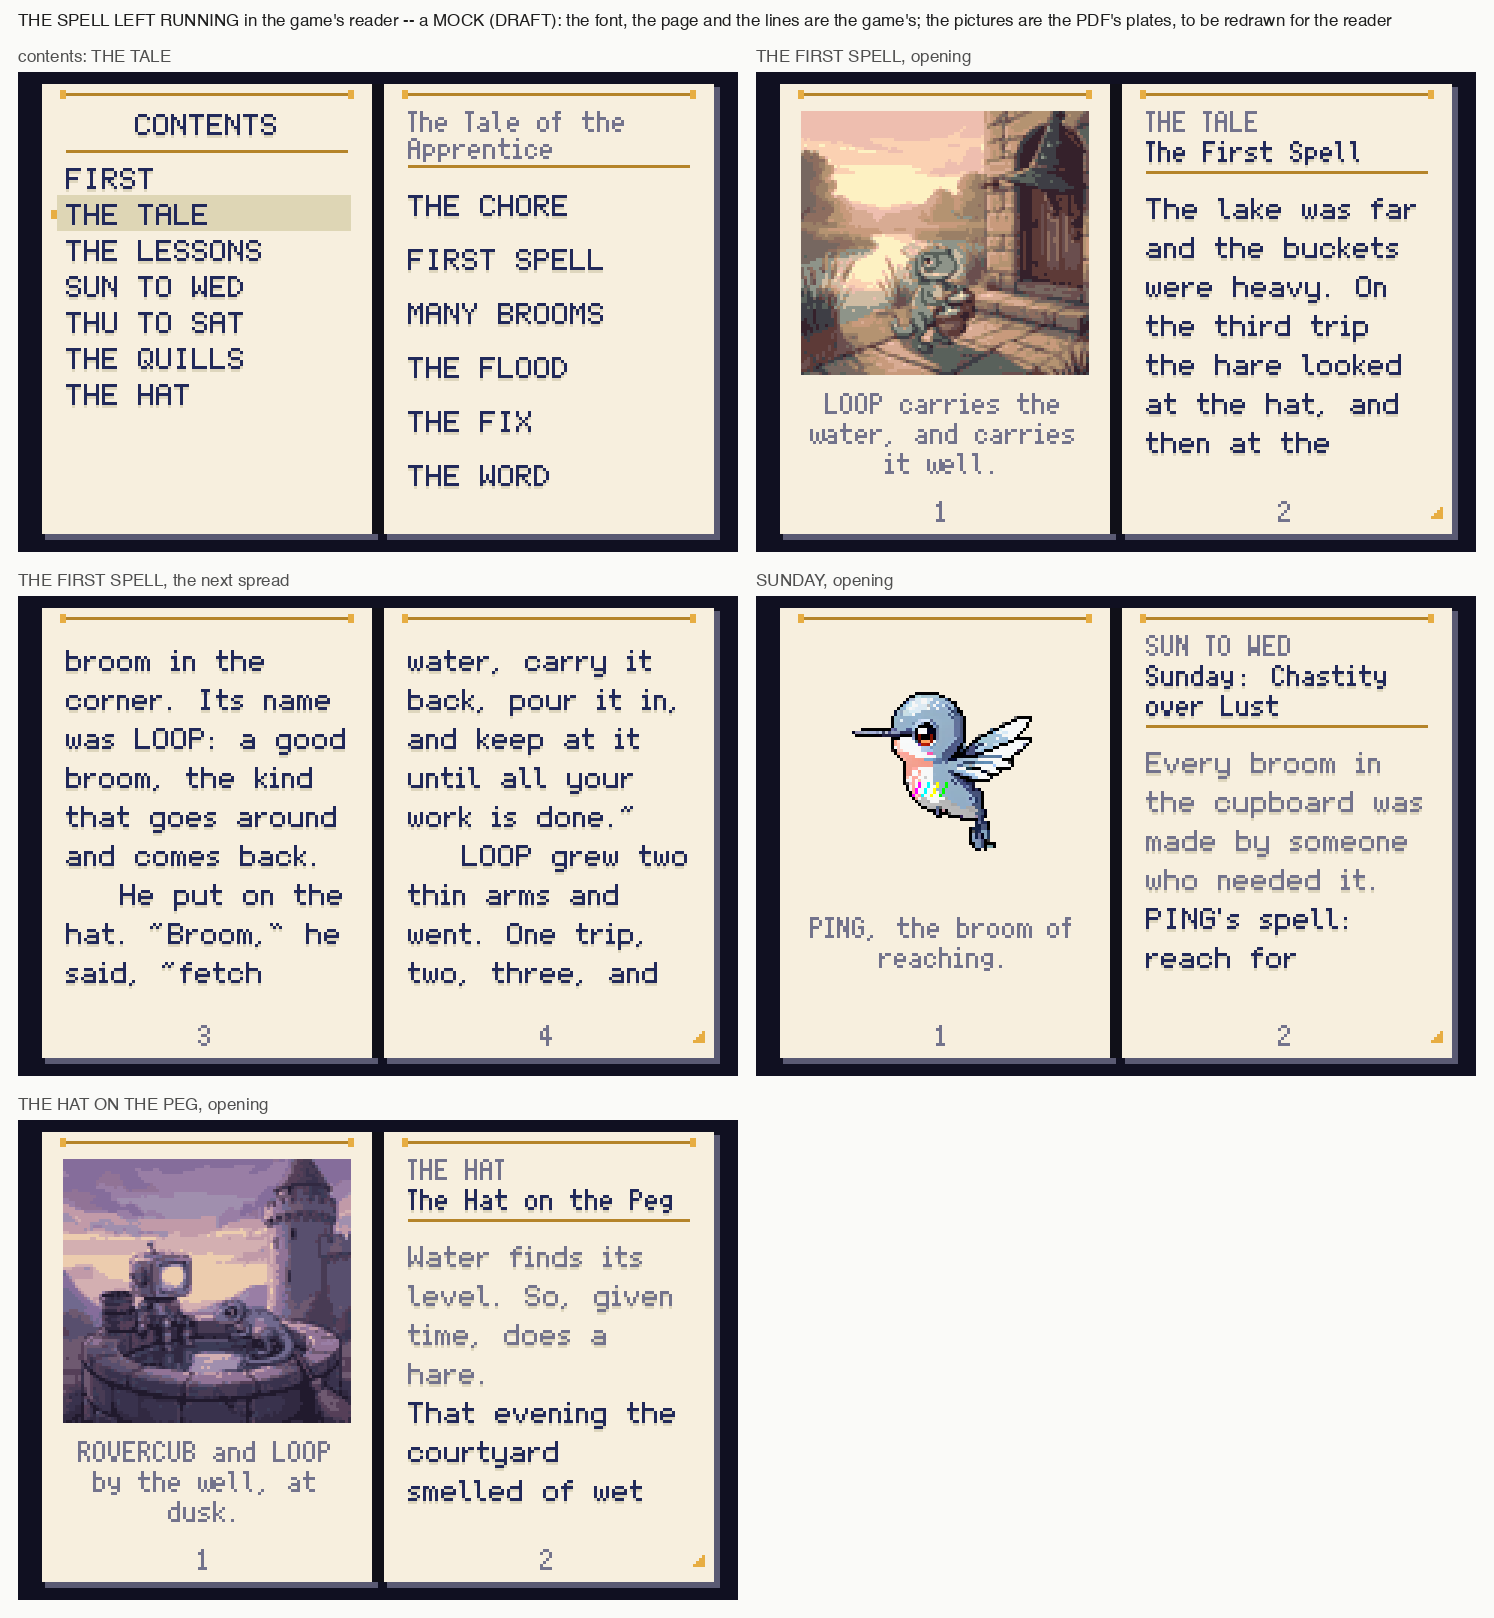 THE SPELL LEFT RUNNING in the game's reader -- a MOCK (DRAFT): the font, the page and the lines are the game's; the pictures are the PDF's plates, to be redrawn for the reader
contents: THE TALE
CONTENTS
FIRST
THE TALE
THE LESSONS
SUN TO WED
THU TO SAT
THE QUILLS
THE HAT
The Tale of the
Apprentice
THE CHORE
FIRST SPELL
MANY BROOMS
THE FLOOD
THE FIX
THE WORD
THE FIRST SPELL, opening
LOOP carries the
water, and carries
it well.
1
THE TALE
The First Spell
The lake was far
and the buckets
were heavy. On
the third trip
the hare looked
at the hat, and
then at the
2
THE FIRST SPELL, the next spread
broom in the
corner. Its name
was LOOP: a good
broom, the kind
that goes around
and comes back.
He put on the
hat. "Broom," he
said, "fetch
3
water, carry it
back, pour it in,
and keep at it
until all your
work is done."
LOOP grew two
thin arms and
went. One trip,
two, three, and
4
SUNDAY, opening
PING, the broom of
reaching.
1
SUN TO WED
Sunday: Chastity
over Lust
Every broom in
the cupboard was
made by someone
who needed it.
PING's spell:
reach for
2
THE HAT ON THE PEG, opening
ROVERCUB and LOOP
by the well, at
dusk.
1
THE HAT
The Hat on the Peg
Water finds its
level. So, given
time, does a
hare.
That evening the
courtyard
smelled of wet
2